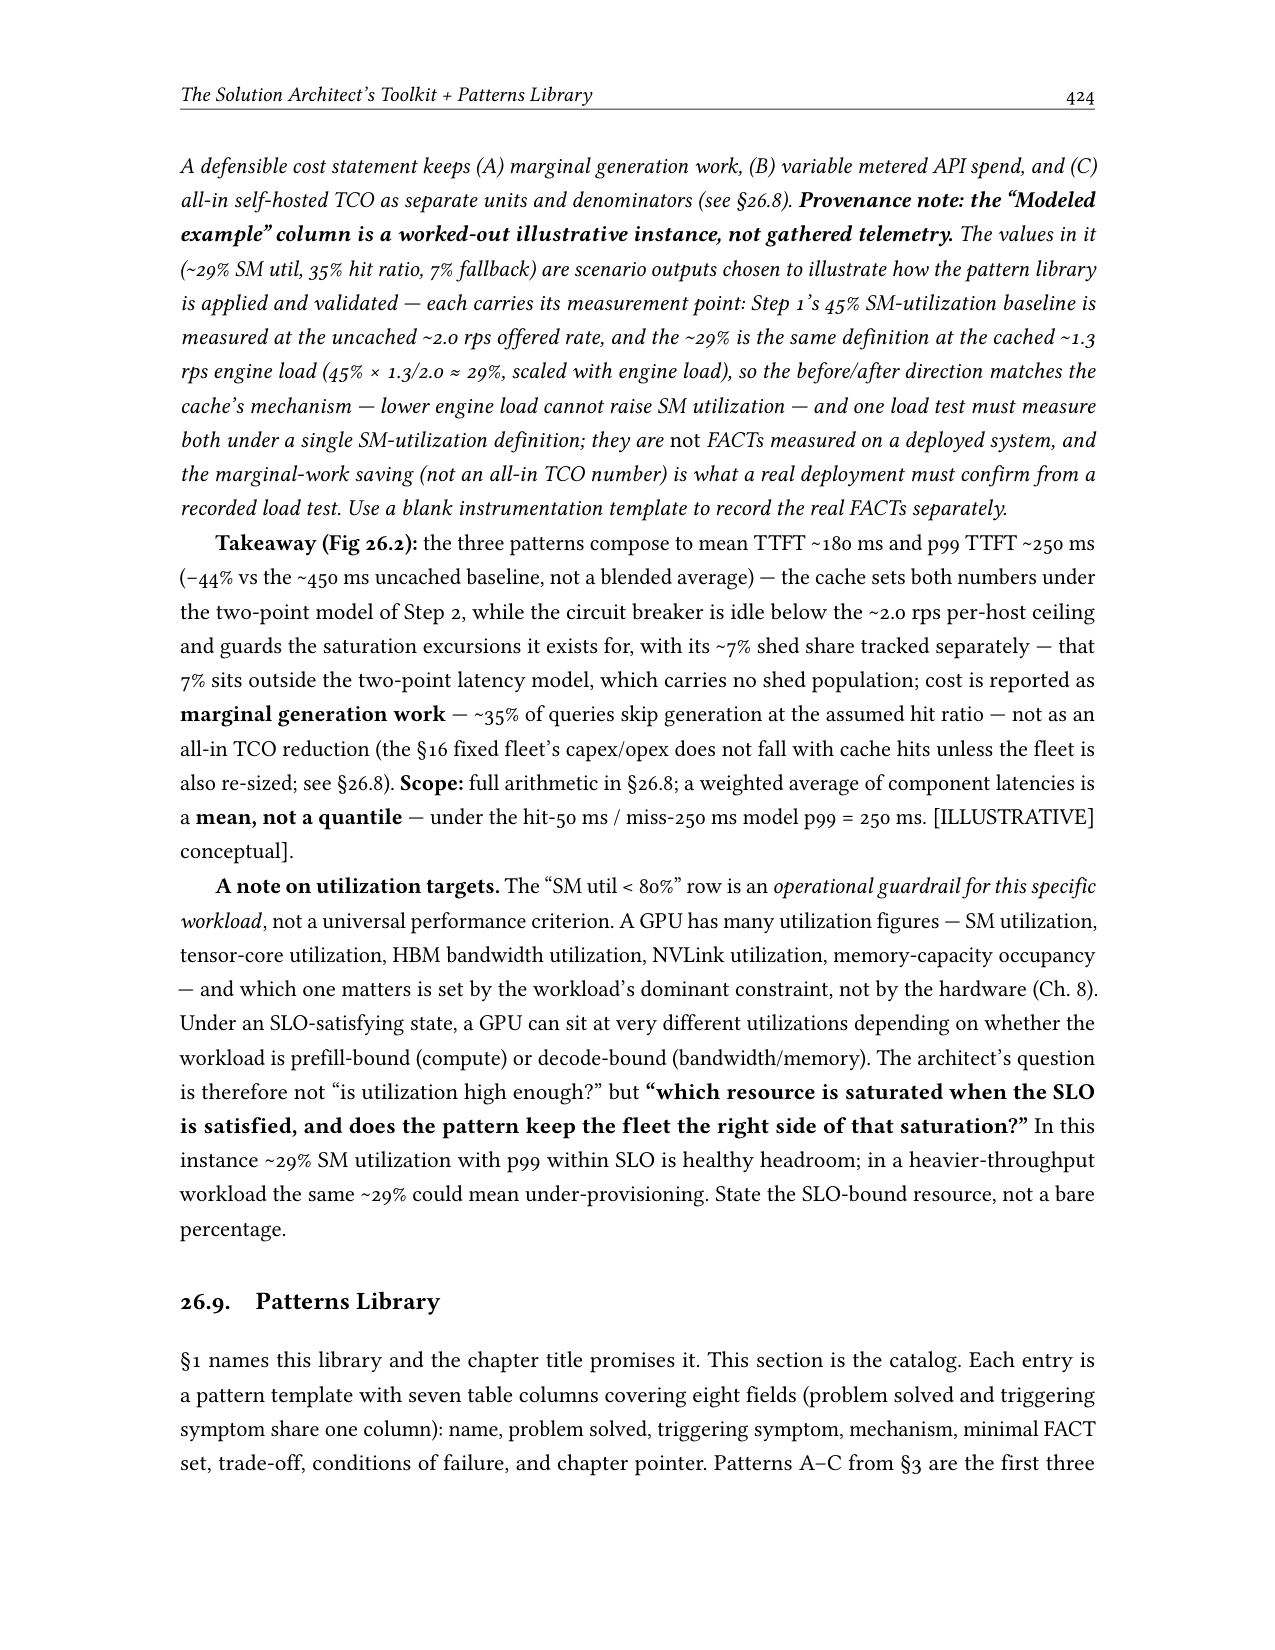 The Solution Architect's Toolkit + Patterns Library 424
A defensible cost statement keeps (A) marginal generation work, (B) variable metered API spend, and (C)
all-in self-hosted TCO as separate units and denominators (see §26.8). Provenance note: the “Modeled
example” column is a worked-out illustrative instance, not gathered telemetry. The values in it
(~29% SM util, 35% hit ratio, 7% fallback) are scenario outputs chosen to illustrate how the pattern library
is applied and validated — each carries its measurement point: Step 1’s 45% SM-utilization baseline is
measured at the uncached ~2.0 rps offered rate, and the ~29% is the same definition at the cached ~1.3
rps engine load (45% × 1.3/2.0 ≈ 29%, scaled with engine load), so the before/after direction matches the
cache’s mechanism — lower engine load cannot raise SM utilization — and one load test must measure
both under a single SM-utilization definition; they are not FACTs measured on a deployed system, and
the marginal-work saving (not an all-in TCO number) is what a real deployment must confirm from a
recorded load test. Use a blank instrumentation template to record the real FACTs separately.
Takeaway (Fig 26.2): the three patterns compose to mean TTFT ~180 ms and p99 TTFT ~250 ms
(−44% vs the ~450 ms uncached baseline, not a blended average) — the cache sets both numbers under
the two-point model of Step 2, while the circuit breaker is idle below the ~2.0 rps per-host ceiling
and guards the saturation excursions it exists for, with its ~7% shed share tracked separately — that
7% sits outside the two-point latency model, which carries no shed population; cost is reported as
marginal generation work — ~35% of queries skip generation at the assumed hit ratio — not as an
all-in TCO reduction (the §16 fixed fleet’s capex/opex does not fall with cache hits unless the fleet is
also re-sized; see §26.8). Scope: full arithmetic in §26.8; a weighted average of component latencies is
a mean, not a quantile — under the hit-50 ms / miss-250 ms model p99 = 250 ms. [ILLUSTRATIVE]
conceptual].
A note on utilization targets. The “SM util < 80%” row is an operational guardrail for this specific
workload, not a universal performance criterion. A GPU has many utilization figures — SM utilization,
tensor-core utilization, HBM bandwidth utilization, NVLink utilization, memory-capacity occupancy
— and which one matters is set by the workload’s dominant constraint, not by the hardware (Ch. 8).
Under an SLO-satisfying state, a GPU can sit at very different utilizations depending on whether the
workload is prefill-bound (compute) or decode-bound (bandwidth/memory). The architect’s question
is therefore not “is utilization high enough?” but “which resource is saturated when the SLO
is satisfied, and does the pattern keep the fleet the right side of that saturation?” In this
instance ~29% SM utilization with p99 within SLO is healthy headroom; in a heavier-throughput
workload the same ~29% could mean under-provisioning. State the SLO-bound resource, not a bare
percentage.
26.9. Patterns Library
§1 names this library and the chapter title promises it. This section is the catalog. Each entry is
a pattern template with seven table columns covering eight fields (problem solved and triggering
symptom share one column): name, problem solved, triggering symptom, mechanism, minimal FACT
set, trade-off, conditions of failure, and chapter pointer. Patterns A–C from §3 are the first three